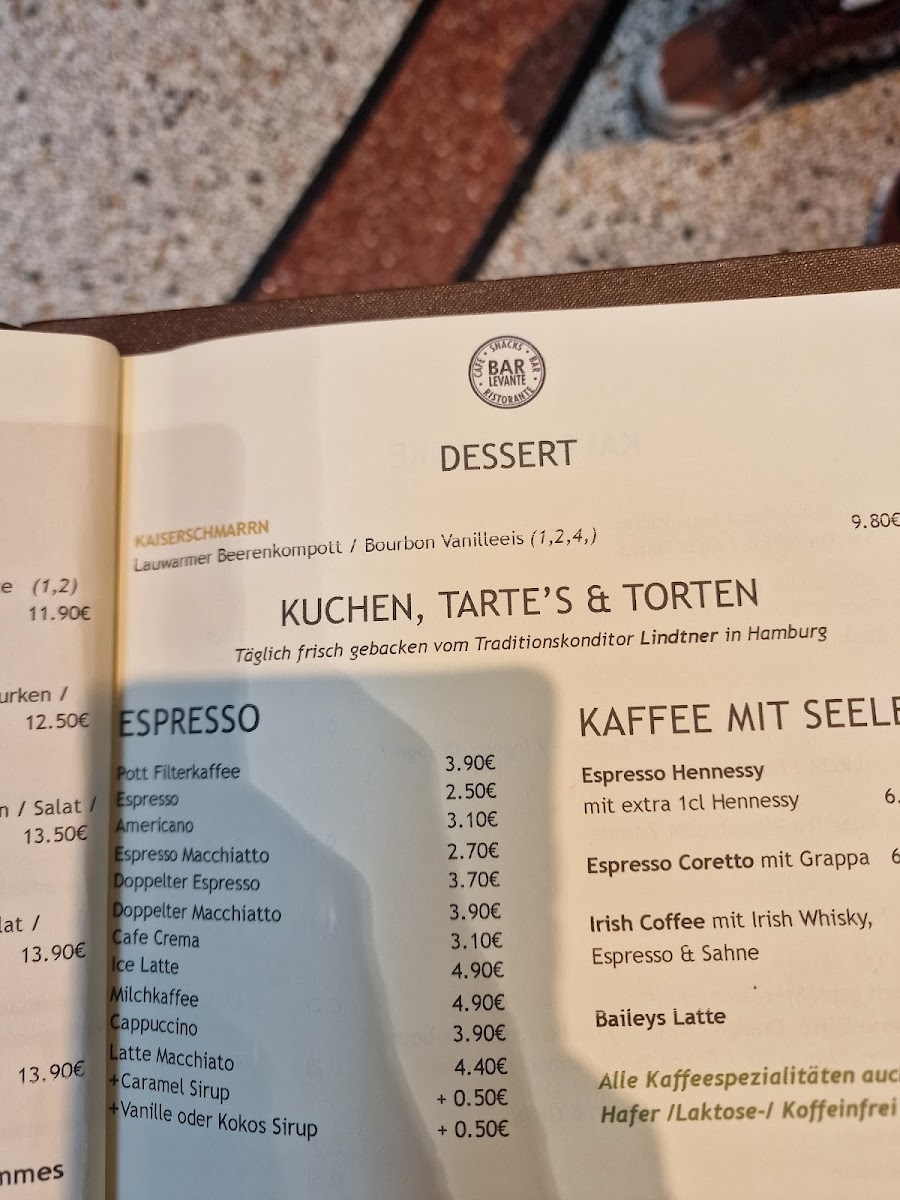 CAFE · SNACKS · BAR · RISTORANTE ·
BAR
LEVANTE
DESSERT
KAISERSCHMARRN
Lauwarmer Beerenkompott / Bourbon Vanilleeis (1,2,4,) 9.80€
KUCHEN, TARTE'S & TORTEN
Täglich frisch gebacken vom Traditionskonditor Lindtner in Hamburg
(1,2)
11.90€
12.50€
/ Salat /
13.50€
13.90€
13.90€
ESPRESSO
Pott Filterkaffee 3.90€
Espresso 2.50€
Americano 3.10€
Espresso Macchiatto 2.70€
Doppelter Espresso 3.70€
Doppelter Macchiatto 3.90€
Cafe Crema 3.10€
Ice Latte 4.90€
Milchkaffee 4.90€
Cappuccino 3.90€
Latte Macchiato 4.40€
+Caramel Sirup + 0.50€
+Vanille oder Kokos Sirup + 0.50€
KAFFEE MIT SEELE
Espresso Hennessy
mit extra 1cl Hennessy 6.
Espresso Coretto mit Grappa 6
Irish Coffee mit Irish Whisky,
Espresso & Sahne
Baileys Latte
Alle Kaffeespezialitäten auc
Hafer /Laktose-/ Koffeinfrei